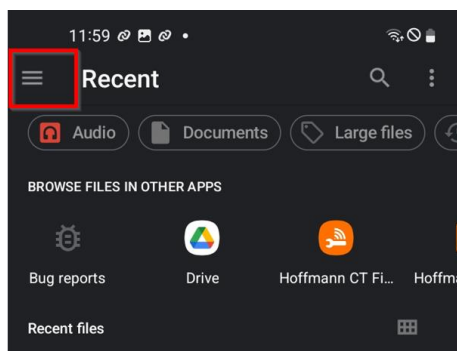 11:59
Recent
Audio Documents Large files
BROWSE FILES IN OTHER APPS
Bug reports Drive Hoffmann CT Fi... Hoffm
Recent files